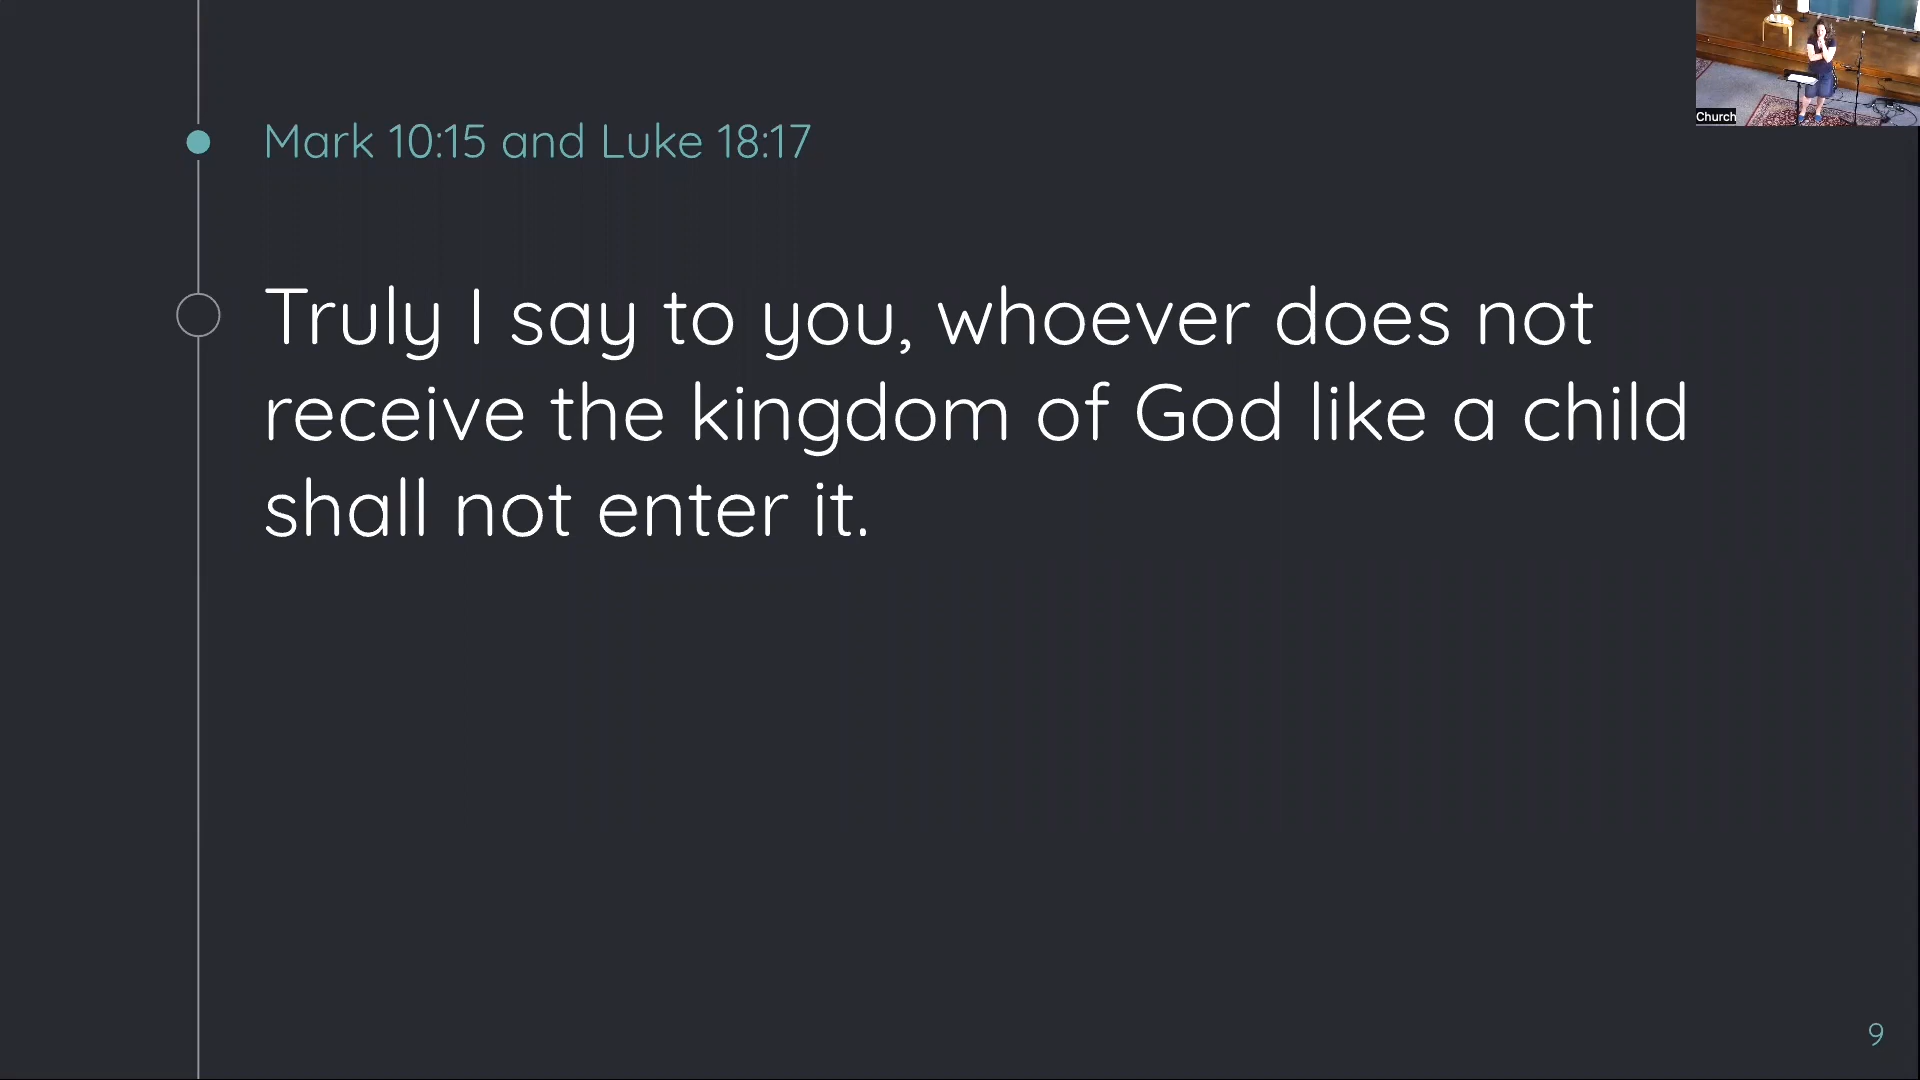 Church
Mark 10:15 and Luke 18:17
Truly I say to you, whoever does not
receive the kingdom of God like a child
shall not enter it.
9